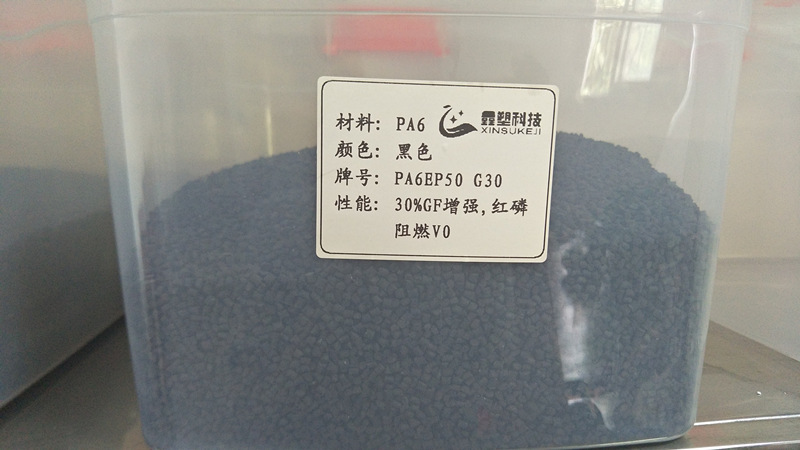 材料: PA6
鑫塑科技
XINSUKEJI
颜色: 黑色
牌号: PA6EP50 G30
性能: 30%GF增强,红磷
阻燃V0